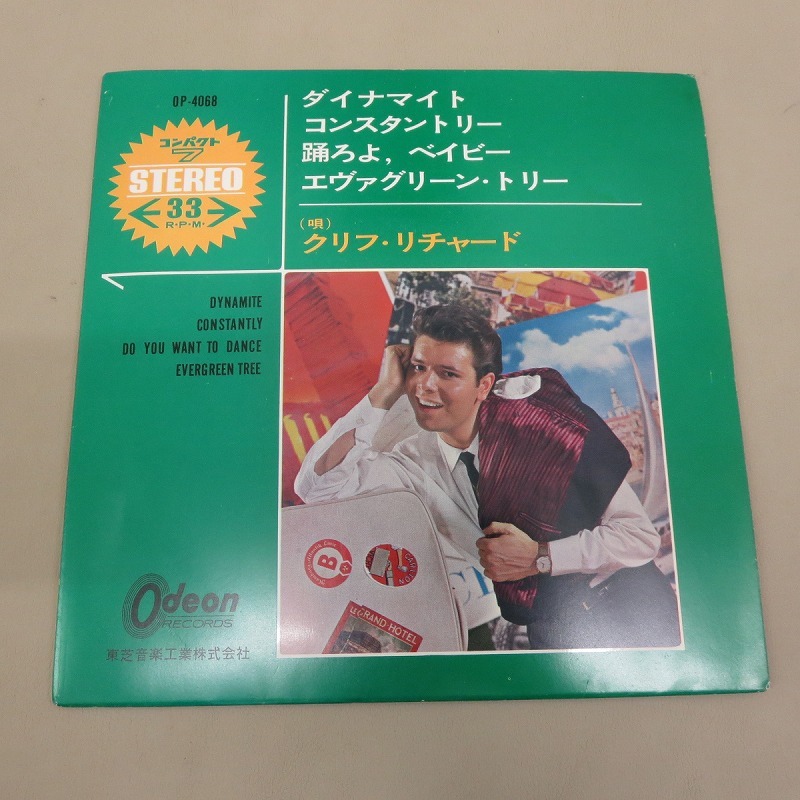 OP-4068
コンパクト
7
STEREO
33
R・P・M・
ダイナマイト
コンスタントリー
踊ろよ，ベイビー
エヴァグリーン・トリー
(唄)
クリフ・リチャード
DYNAMITE
CONSTANTLY
DO YOU WANT TO DANCE
EVERGREEN TREE
B
CARLTON
LE GRAND-HOTEL
Odeon
RECORDS
東芝音楽工業株式会社